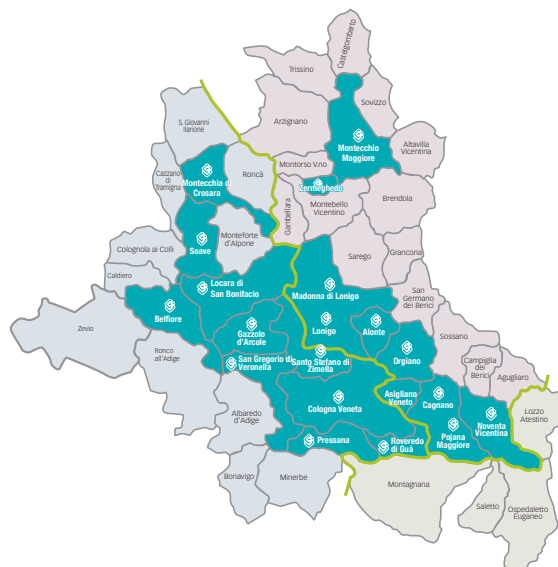 Castelgomberto
Trissino
Sovizzo
S. Giovanni
Ilarione
Arzignano
Montecchio
Maggiore
Altavilla
Vicentina
Cazzano
di
Tramigna
Montecchia di
Crosara
Roncà
Montorso V.no
Zermeghedo
Montebello
Vicentino
Brendola
Gambellara
Monteforte
d'Alpone
Soave
Colognola ai Colli
Sarego
Grancona
Caldiero
Locara di
San Bonifacio
Madonna di Lonigo
San
Germano
dei Berici
Belfiore
Zevio
Gazzolo
d'Arcole
Lonigo
Alonte
Sossano
Ronco
all'Adige
San Gregorio di
Veronella
Santo Stefano di
Zimella
Orgiano
Campiglia
dei
Berici
Agugliaro
Albaredo
d'Adige
Cologna Veneta
Asigliano
Veneto
Cagnano
Pojana
Maggiore
Noventa
Vicentina
Lozzo
Atestino
Pressana
Roveredo
di Guà
Bonavigo
Minerbe
Montagnana
Saletto
Ospedaletto
Euganeo